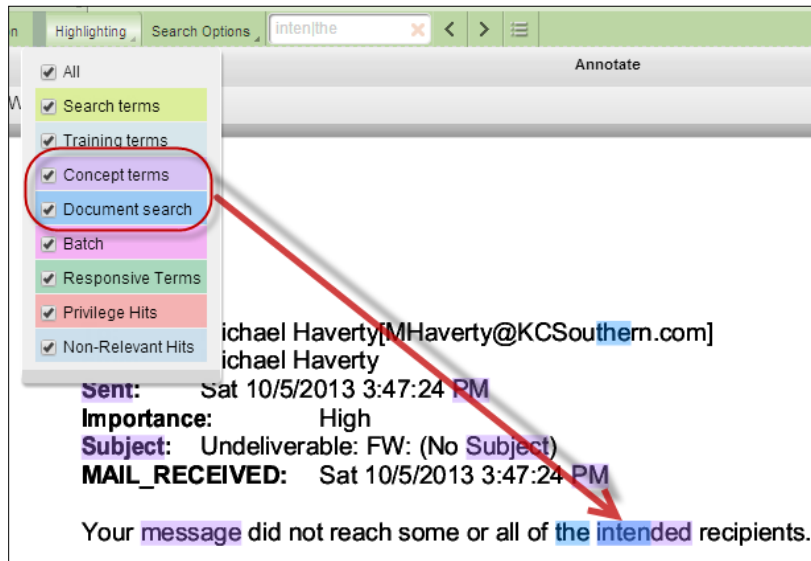 n Highlighting Search Options inten|the
All Annotate
W Search terms
Training terms
Concept terms
Document search
Batch
Responsive Terms
Privilege Hits
Non-Relevant Hits
ichael Haverty[MHaverty@KCSouthern.com]
ichael Haverty
Sent: Sat 10/5/2013 3:47:24 PM
Importance: High
Subject: Undeliverable: FW: (No Subject)
MAIL_RECEIVED: Sat 10/5/2013 3:47:24 PM
Your message did not reach some or all of the intended recipients.